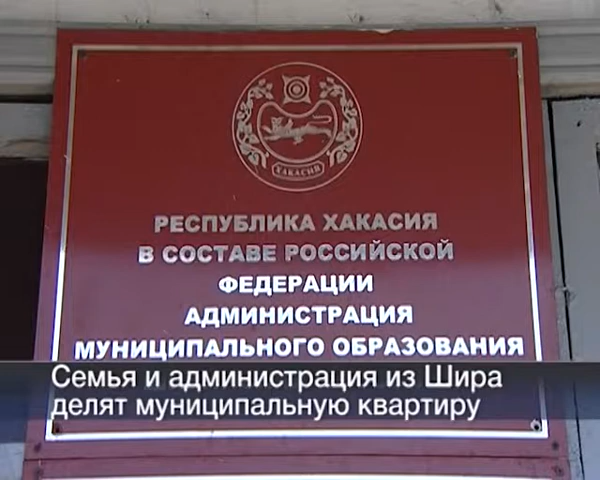 ХАКАСИЯ
РЕСПУБЛИКА ХАКАСИЯ
В СОСТАВЕ РОССИЙСКОЙ
ФЕДЕРАЦИИ
АДМИНИСТРАЦИЯ
МУНИЦИПАЛЬНОГО ОБРАЗОВАНИЯ
Семья и администрация из Шира
делят муниципальную квартиру